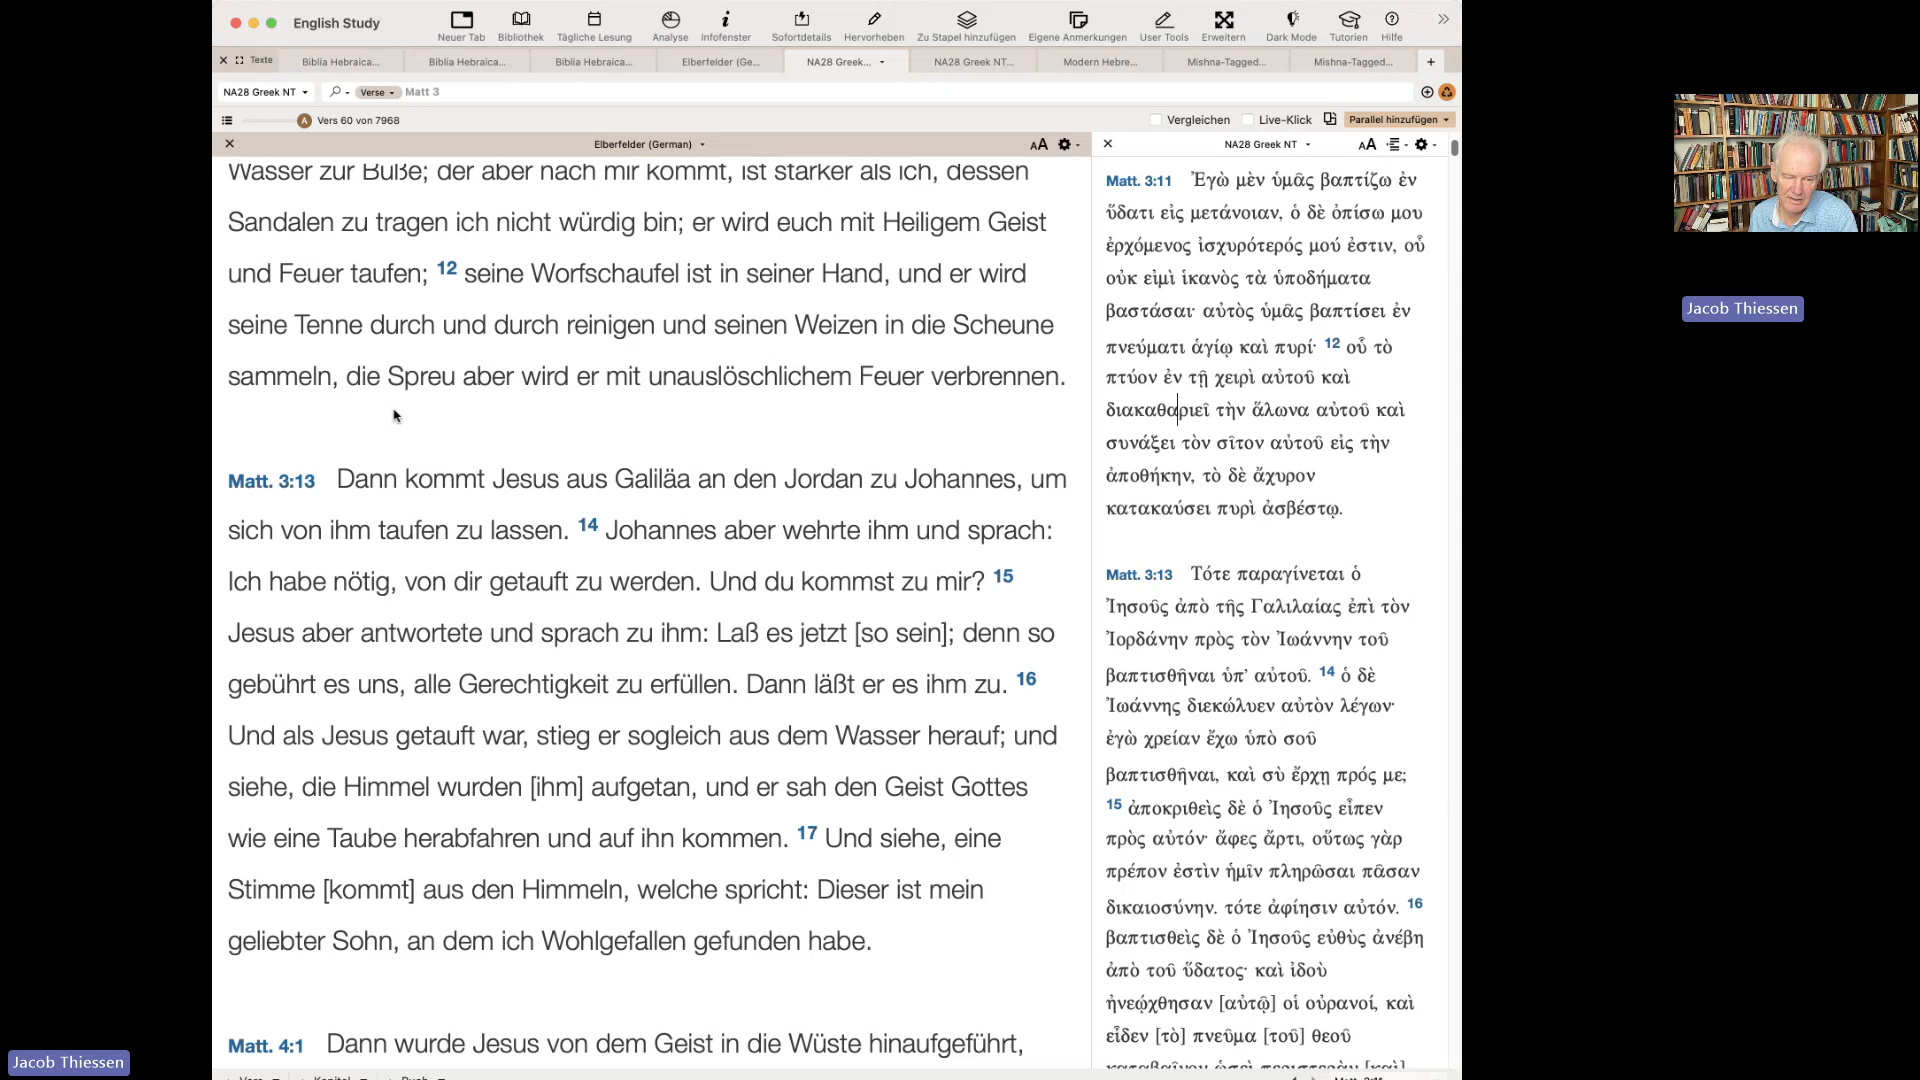 English Study
Neuer Tab
Bibliothek
Tägliche Lesung
Analyse
Infofenster
Sofortdetails
Hervorheben
Zu Stapel hinzufügen
Eigene Anmerkungen
User Tools
Erweitern
Dark Mode
Tutorien
Hilfe
Texte
Biblia Hebraica...
Biblia Hebraica...
Biblia Hebraica...
Elberfelder (Ge...
NA28 Greek...
NA28 Greek NT...
Modern Hebre...
Mishna-Tagged...
Mishna-Tagged...
NA28 Greek NT
Verse
Matt 3
A Vers 60 von 7968
Vergleichen
Live-Klick
Parallel hinzufügen
Elberfelder (German)
AA
Wasser zur Buße; der aber nach mir kommt, ist stärker als ich, dessen
Sandalen zu tragen ich nicht würdig bin; er wird euch mit Heiligem Geist
und Feuer taufen; 12 seine Worfschaufel ist in seiner Hand, und er wird
seine Tenne durch und durch reinigen und seinen Weizen in die Scheune
sammeln, die Spreu aber wird er mit unauslöschlichem Feuer verbrennen.
Matt. 3:13 Dann kommt Jesus aus Galiläa an den Jordan zu Johannes, um
sich von ihm taufen zu lassen. 14 Johannes aber wehrte ihm und sprach:
Ich habe nötig, von dir getauft zu werden. Und du kommst zu mir? 15
Jesus aber antwortete und sprach zu ihm: Laß es jetzt [so sein]; denn so
gebührt es uns, alle Gerechtigkeit zu erfüllen. Dann läßt er es ihm zu. 16
Und als Jesus getauft war, stieg er sogleich aus dem Wasser herauf; und
siehe, die Himmel wurden [ihm] aufgetan, und er sah den Geist Gottes
wie eine Taube herabfahren und auf ihn kommen. 17 Und siehe, eine
Stimme [kommt] aus den Himmeln, welche spricht: Dieser ist mein
geliebter Sohn, an dem ich Wohlgefallen gefunden habe.
Matt. 4:1 Dann wurde Jesus von dem Geist in die Wüste hinaufgeführt,
NA28 Greek NT
AA
Matt. 3:11 Ἐγὼ μὲν ὑμᾶς βαπτίζω ἐν
ὕδατι εἰς μετάνοιαν, ὁ δὲ ὀπίσω μου
ἐρχόμενος ἰσχυρότερός μού ἐστιν, οὗ
οὐκ εἰμὶ ἱκανὸς τὰ ὑποδήματα
βαστάσαι· αὐτὸς ὑμᾶς βαπτίσει ἐν
πνεύματι ἁγίῳ καὶ πυρί· 12 οὗ τὸ
πτύον ἐν τῇ χειρὶ αὐτοῦ καὶ
διακαθαριεῖ τὴν ἅλωνα αὐτοῦ καὶ
συνάξει τὸν σῖτον αὐτοῦ εἰς τὴν
ἀποθήκην, τὸ δὲ ἄχυρον
κατακαύσει πυρὶ ἀσβέστῳ.
Matt. 3:13 Τότε παραγίνεται ὁ
Ἰησοῦς ἀπὸ τῆς Γαλιλαίας ἐπὶ τὸν
Ἰορδάνην πρὸς τὸν Ἰωάννην τοῦ
βαπτισθῆναι ὑπ’ αὐτοῦ. 14 ὁ δὲ
Ἰωάννης διεκώλυεν αὐτὸν λέγων·
ἐγὼ χρείαν ἔχω ὑπὸ σοῦ
βαπτισθῆναι, καὶ σὺ ἔρχῃ πρός με;
15 ἀποκριθεὶς δὲ ὁ Ἰησοῦς εἶπεν
πρὸς αὐτόν· ἄφες ἄρτι, οὕτως γὰρ
πρέπον ἐστὶν ἡμῖν πληρῶσαι πᾶσαν
δικαιοσύνην. τότε ἀφίησιν αὐτόν. 16
βαπτισθεὶς δὲ ὁ Ἰησοῦς εὐθὺς ἀνέβη
ἀπὸ τοῦ ὕδατος· καὶ ἰδοὺ
ἠνεῴχθησαν [αὐτῷ] οἱ οὐρανοί, καὶ
εἶδεν [τὸ] πνεῦμα [τοῦ] θεοῦ
καταβαῖνον ὡσεὶ περιστερὰν [καὶ]
Jacob Thiessen
Jacob Thiessen